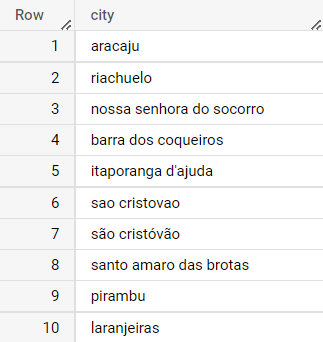 Row city
1 aracaju
2 riachuelo
3 nossa senhora do socorro
4 barra dos coqueiros
5 itaporanga d'ajuda
6 sao cristovao
7 são cristóvão
8 santo amaro das brotas
9 pirambu
10 laranjeiras